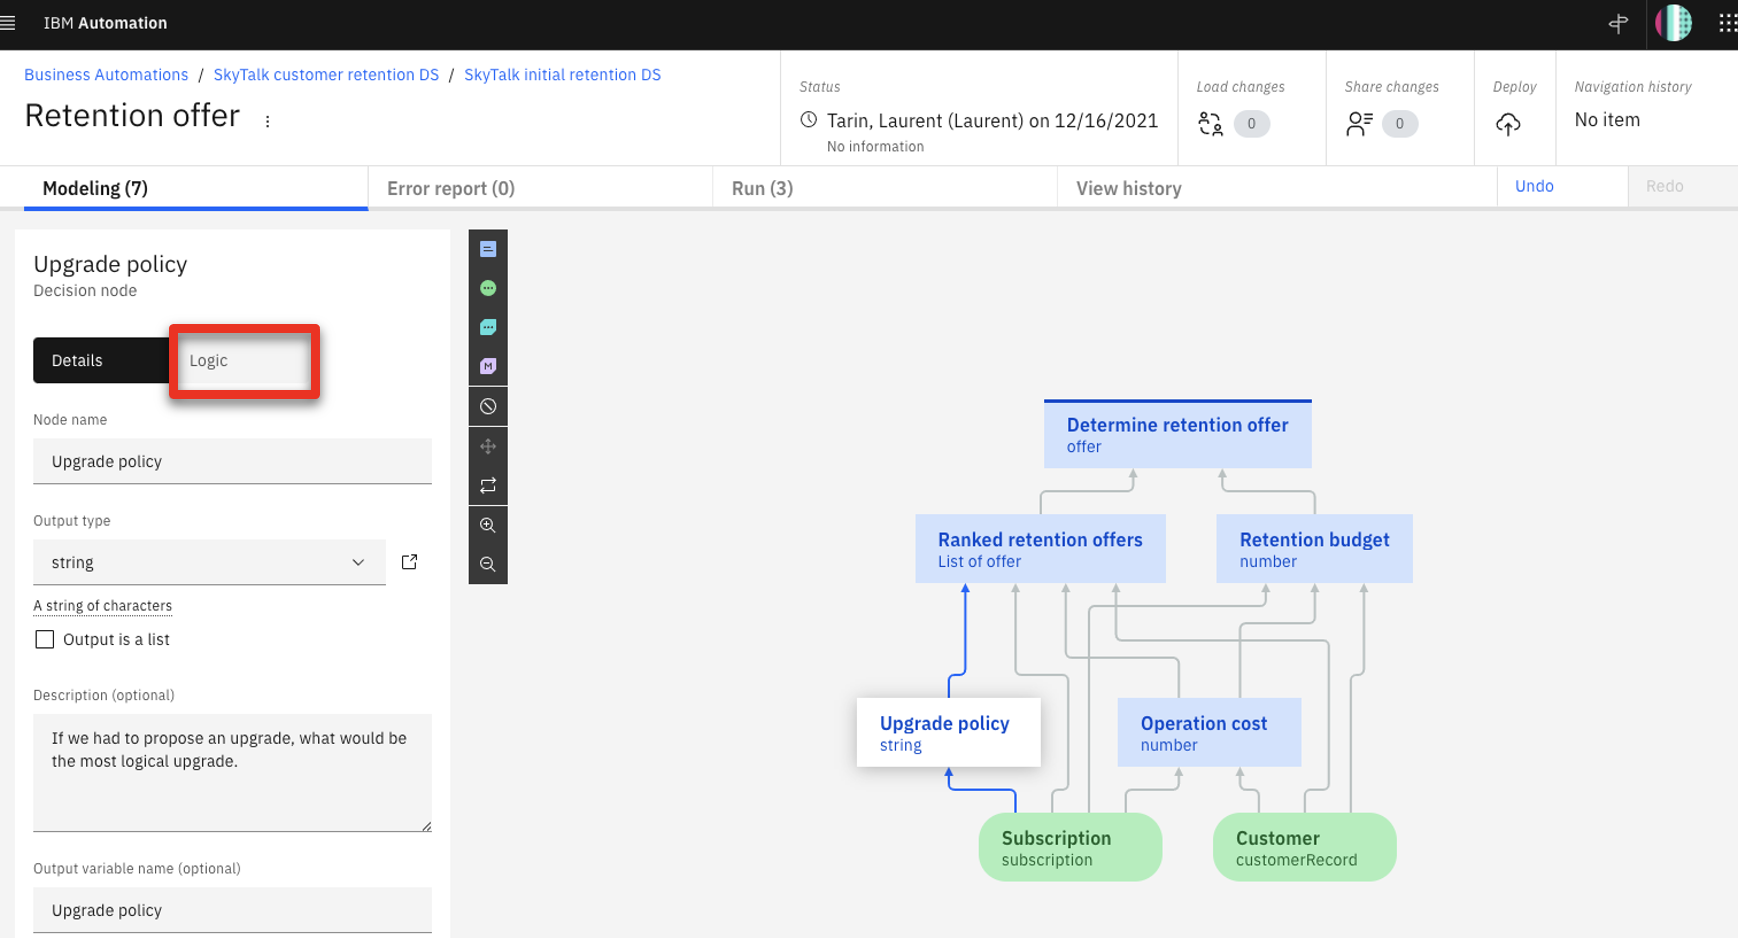 IBM Automation
Business Automations / SkyTalk customer retention DS / SkyTalk initial retention DS
Retention offer
Status
Tarin, Laurent (Laurent) on 12/16/2021
No information
Load changes
0
Share changes
0
Deploy
Navigation history
No item
Modeling (7)
Error report (0)
Run (3)
View history
Undo
Redo
Upgrade policy
Decision node
Details
Logic
Node name
Upgrade policy
Output type
string
A string of characters
Output is a list
Description (optional)
If we had to propose an upgrade, what would be
the most logical upgrade.
Output variable name (optional)
Upgrade policy
M
Determine retention offer
offer
Ranked retention offers
List of offer
Retention budget
number
Upgrade policy
string
Operation cost
number
Subscription
subscription
Customer
customerRecord